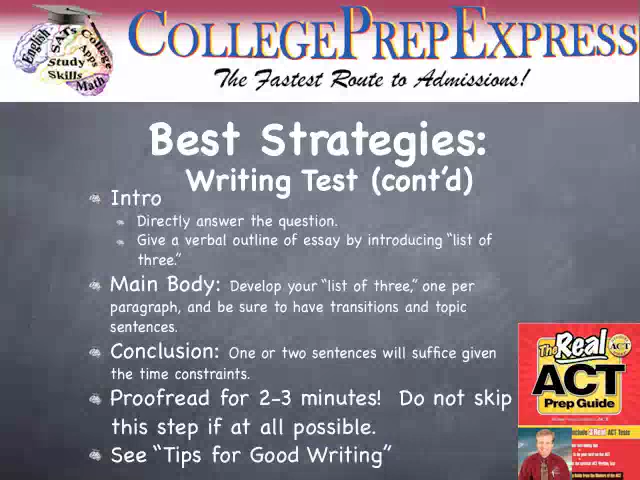 English
SATs
College
Apps
Study
Skills
Math
COLLEGEPREPEXPRESS
The Fastest Route to Admissions!
Best Strategies:
Writing Test (cont'd)
Intro
Directly answer the question.
Give a verbal outline of essay by introducing "list of
three."
Main Body: Develop your "list of three," one per
paragraph, and be sure to have transitions and topic
sentences.
Conclusion: One or two sentences will suffice given
the time constraints.
Proofread for 2-3 minutes! Do not skip
this step if at all possible.
See "Tips for Good Writing"
The Real
ACT
Prep Guide
3 Real ACT Tests